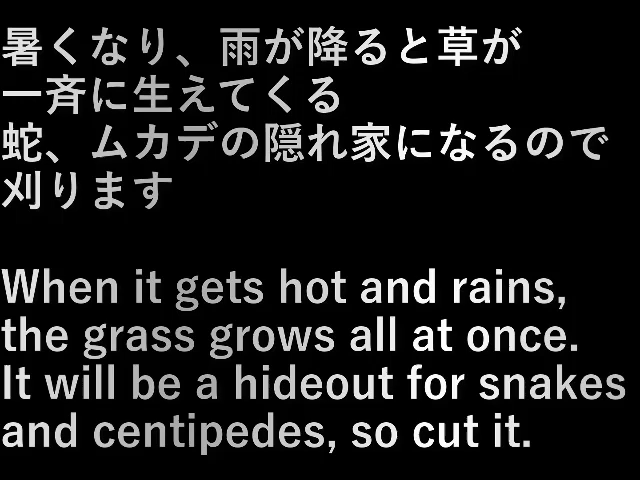 暑くなり、雨が降ると草が
一斉に生えてくる
蛇、ムカデの隠れ家になるので
刈ります
When it gets hot and rains,
the grass grows all at once.
It will be a hideout for snakes
and centipedes, so cut it.